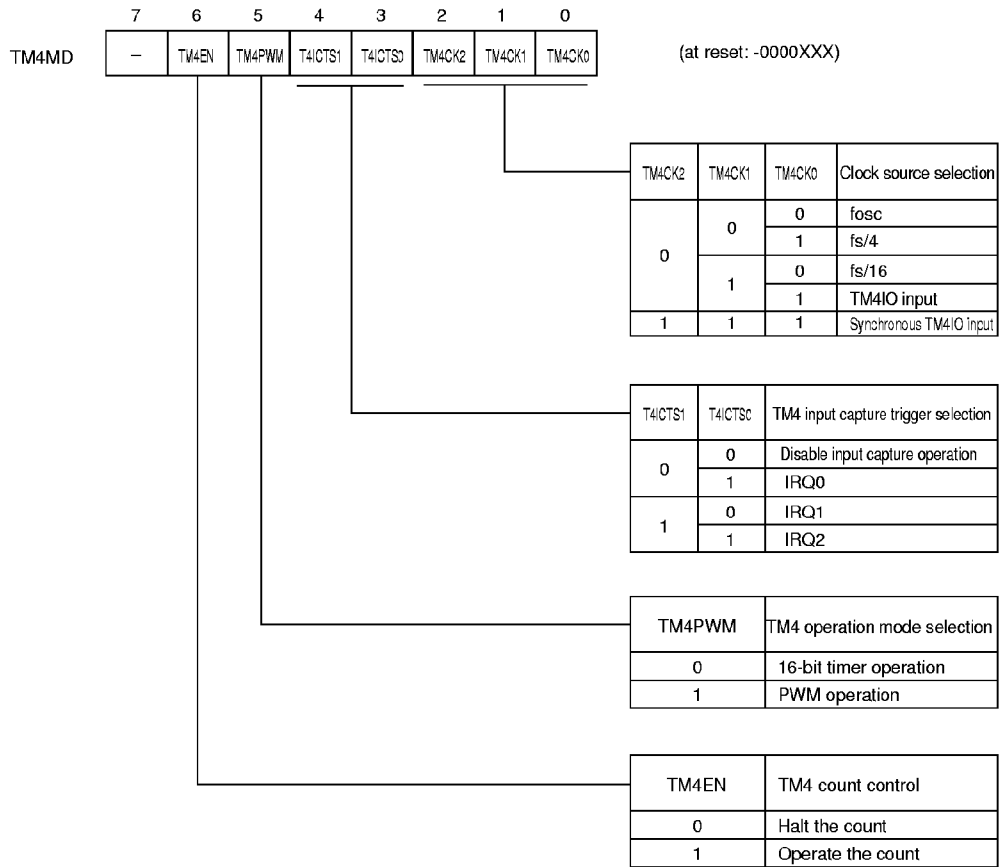 7 6 5 4 3 2 1 0
TM4MD – TM4EN TM4PWM T4ICTS1 T4ICTS0 TM4CK2 TM4CK1 TM4CK0 (at reset: -0000XXX)
TM4CK2 TM4CK1 TM4CK0 Clock source selection
0 0 0 fosc
1 fs/4
1 0 fs/16
1 TM4IO input
1 1 1 Synchronous TM4IO input
T4ICTS1 T4ICTS0 TM4 input capture trigger selection
0 0 Disable input capture operation
1 IRQ0
1 0 IRQ1
1 IRQ2
TM4PWM TM4 operation mode selection
0 16-bit timer operation
1 PWM operation
TM4EN TM4 count control
0 Halt the count
1 Operate the count